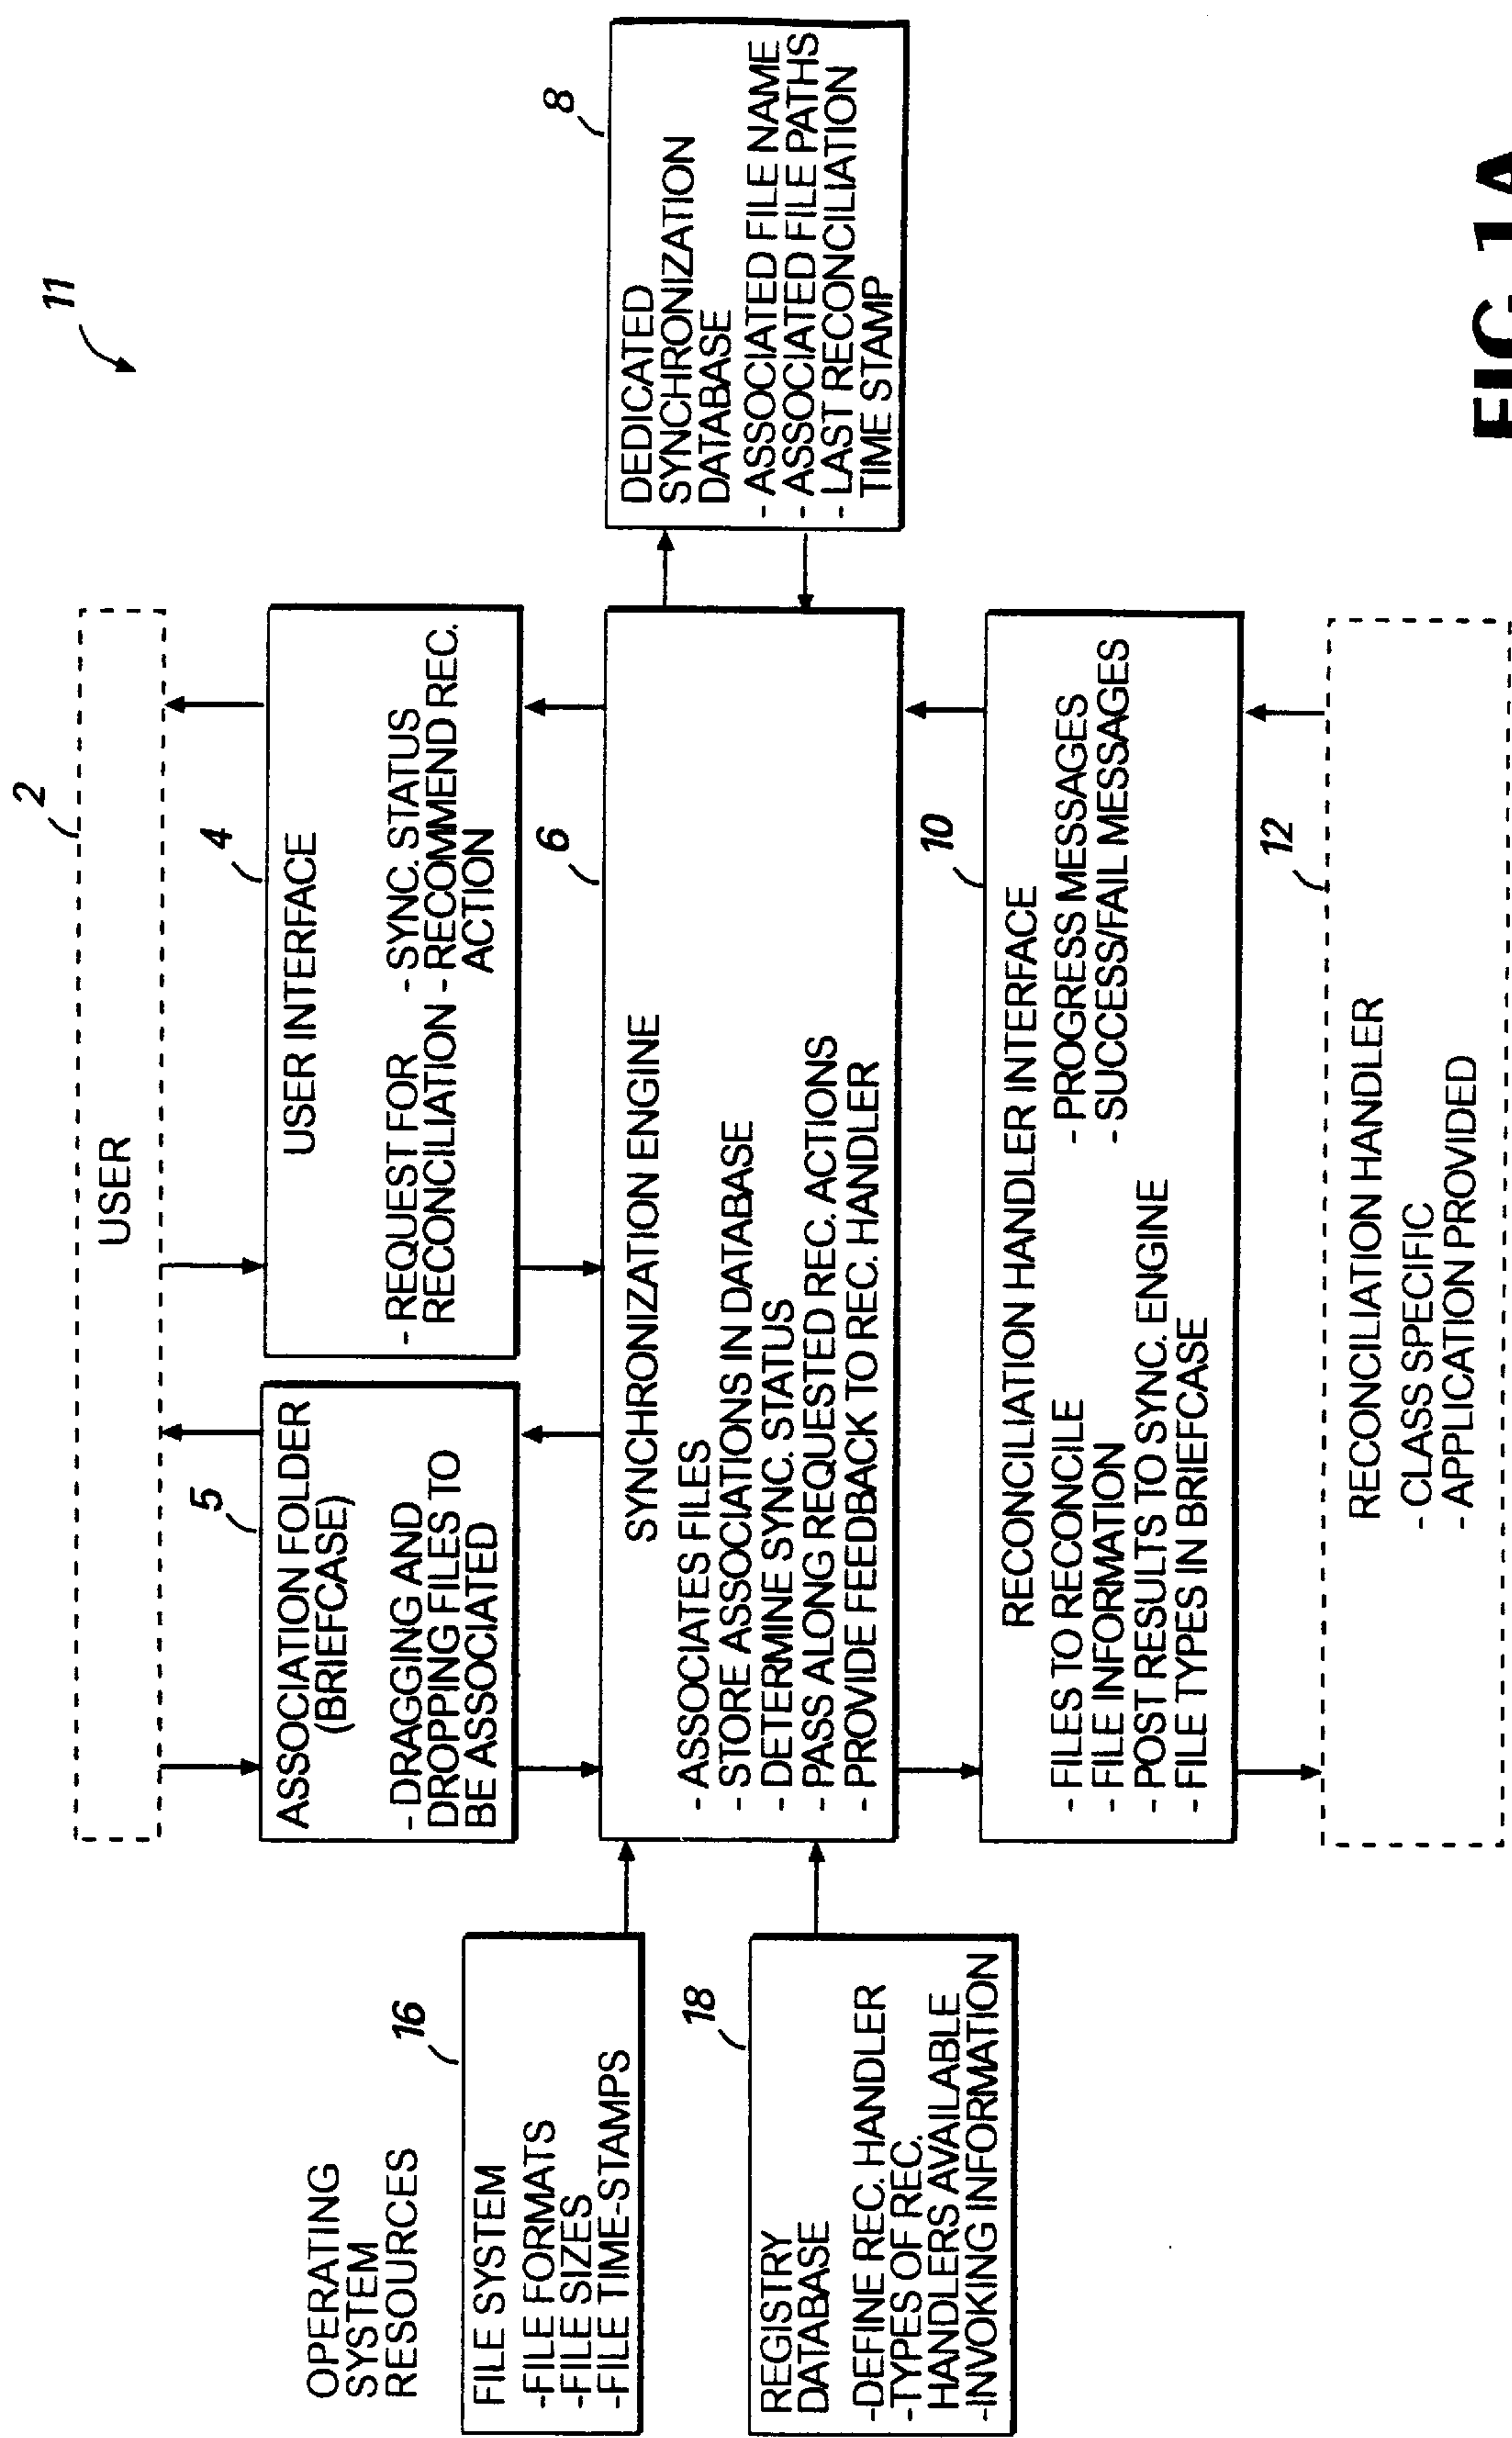 11
2
USER
OPERATING
SYSTEM
RESOURCES
5
ASSOCIATION FOLDER
(BRIEFCASE)
- DRAGGING AND
DROPPING FILES TO
BE ASSOCIATED
4
USER INTERFACE
- REQUEST FOR
RECONCILIATION
- SYNC. STATUS
- RECOMMEND REC.
ACTION
16
FILE SYSTEM
-FILE FORMATS
-FILE SIZES
-FILE TIME-STAMPS
6
SYNCHRONIZATION ENGINE
- ASSOCIATES FILES
- STORE ASSOCIATIONS IN DATABASE
- DETERMINE SYNC. STATUS
- PASS ALONG REQUESTED REC. ACTIONS
- PROVIDE FEEDBACK TO REC. HANDLER
8
DEDICATED
SYNCHRONIZATION
DATABASE
- ASSOCIATED FILE NAME
- ASSOCIATED FILE PATHS
- LAST RECONCILIATION
TIME STAMP
18
REGISTRY
DATABASE
-DEFINE REC. HANDLER
-TYPES OF REC.
HANDLERS AVAILABLE
-INVOKING INFORMATION
10
RECONCILIATION HANDLER INTERFACE
- FILES TO RECONCILE
- FILE INFORMATION
- POST RESULTS TO SYNC. ENGINE
- FILE TYPES IN BRIEFCASE
- PROGRESS MESSAGES
- SUCCESS/FAIL MESSAGES
12
RECONCILIATION HANDLER
- CLASS SPECIFIC
- APPLICATION PROVIDED
FIG. 1A